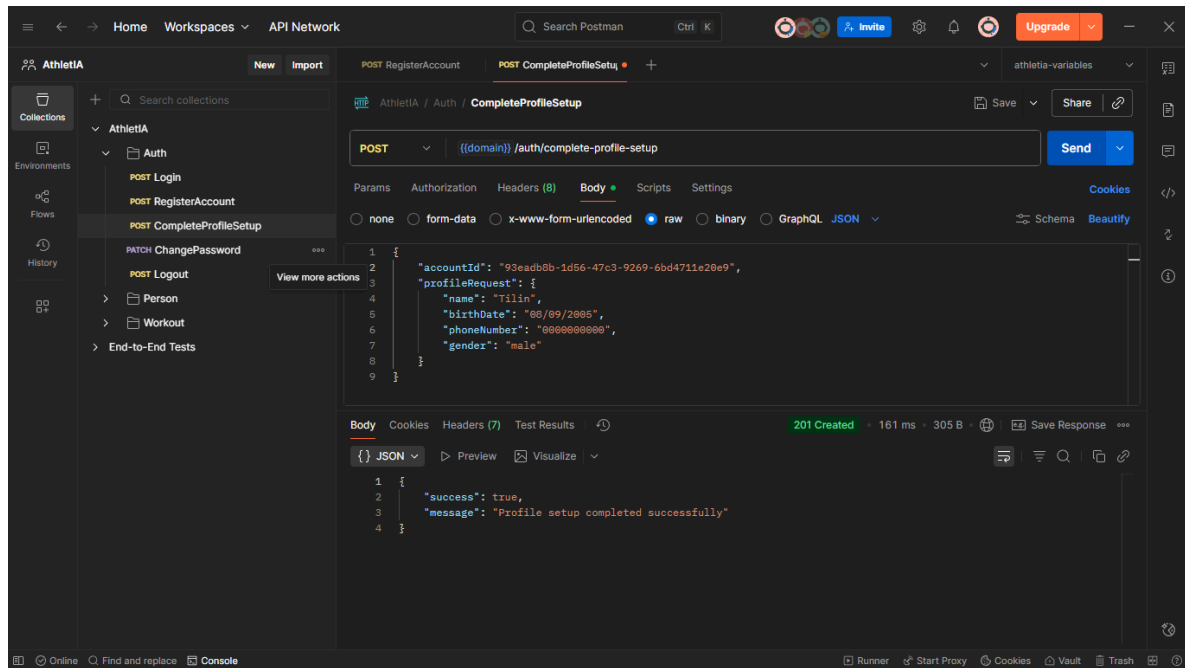 Home Workspaces API Network Search Postman Ctrl K Invite Upgrade
AthletIA New Import POST RegisterAccount POST CompleteProfileSetu athletia-variables
Collections
Environments
Flows
History
Search collections
AthletIA
Auth
POST Login
POST RegisterAccount
POST CompleteProfileSetup
PATCH ChangePassword
POST Logout
View more actions
Person
Workout
End-to-End Tests
HTTP AthletIA / Auth / CompleteProfileSetup Save Share
POST {{domain}} /auth/complete-profile-setup Send
Params Authorization Headers (8) Body Scripts Settings Cookies
none form-data x-www-form-urlencoded raw binary GraphQL JSON Schema Beautify
1 {
2 "accountId": "93eadb8b-1d56-47c3-9269-6bd4711e20e9",
3 "profileRequest": {
4 "name": "Tilin",
5 "birthDate": "08/09/2005",
6 "phoneNumber": "0000000000",
7 "gender": "male"
8 }
9 }
Body Cookies Headers (7) Test Results 201 Created 161 ms 305 B Save Response
{} JSON Preview Visualize
1 {
2 "success": true,
3 "message": "Profile setup completed successfully"
4 }
Online Find and replace Console Runner Start Proxy Cookies Vault Trash